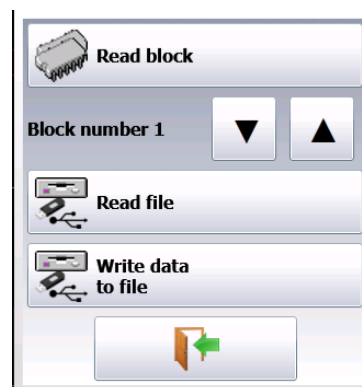 Read block
Block number 1
Read file
Write data
to file